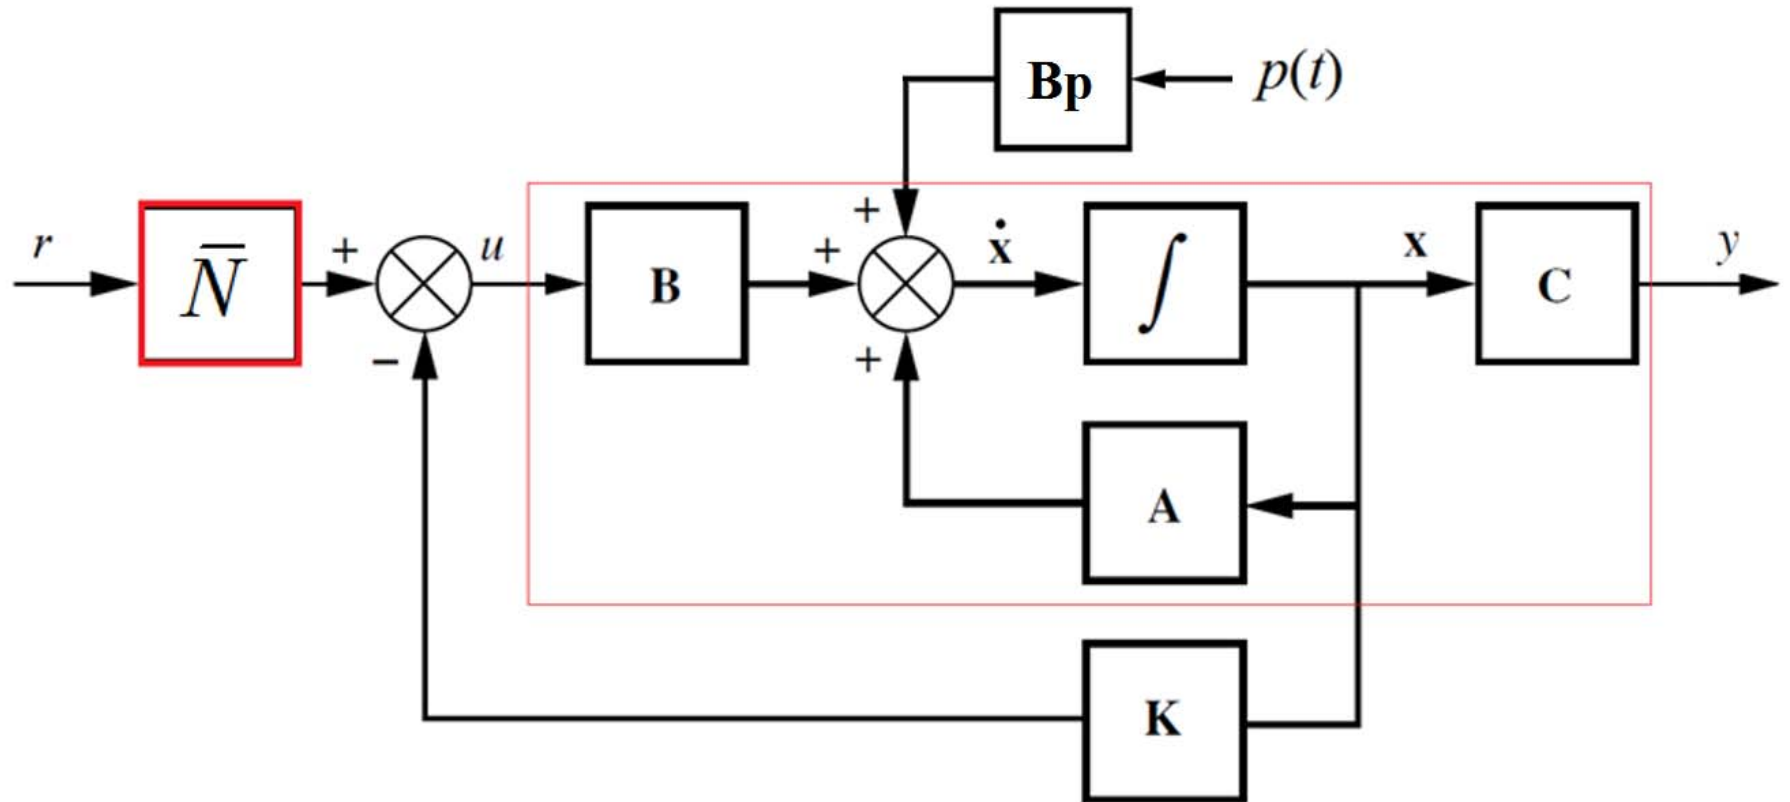 Bp
p(t)
+
r
N̄
+
u
B
+
ẋ
∫
x
C
y
−
+
A
K